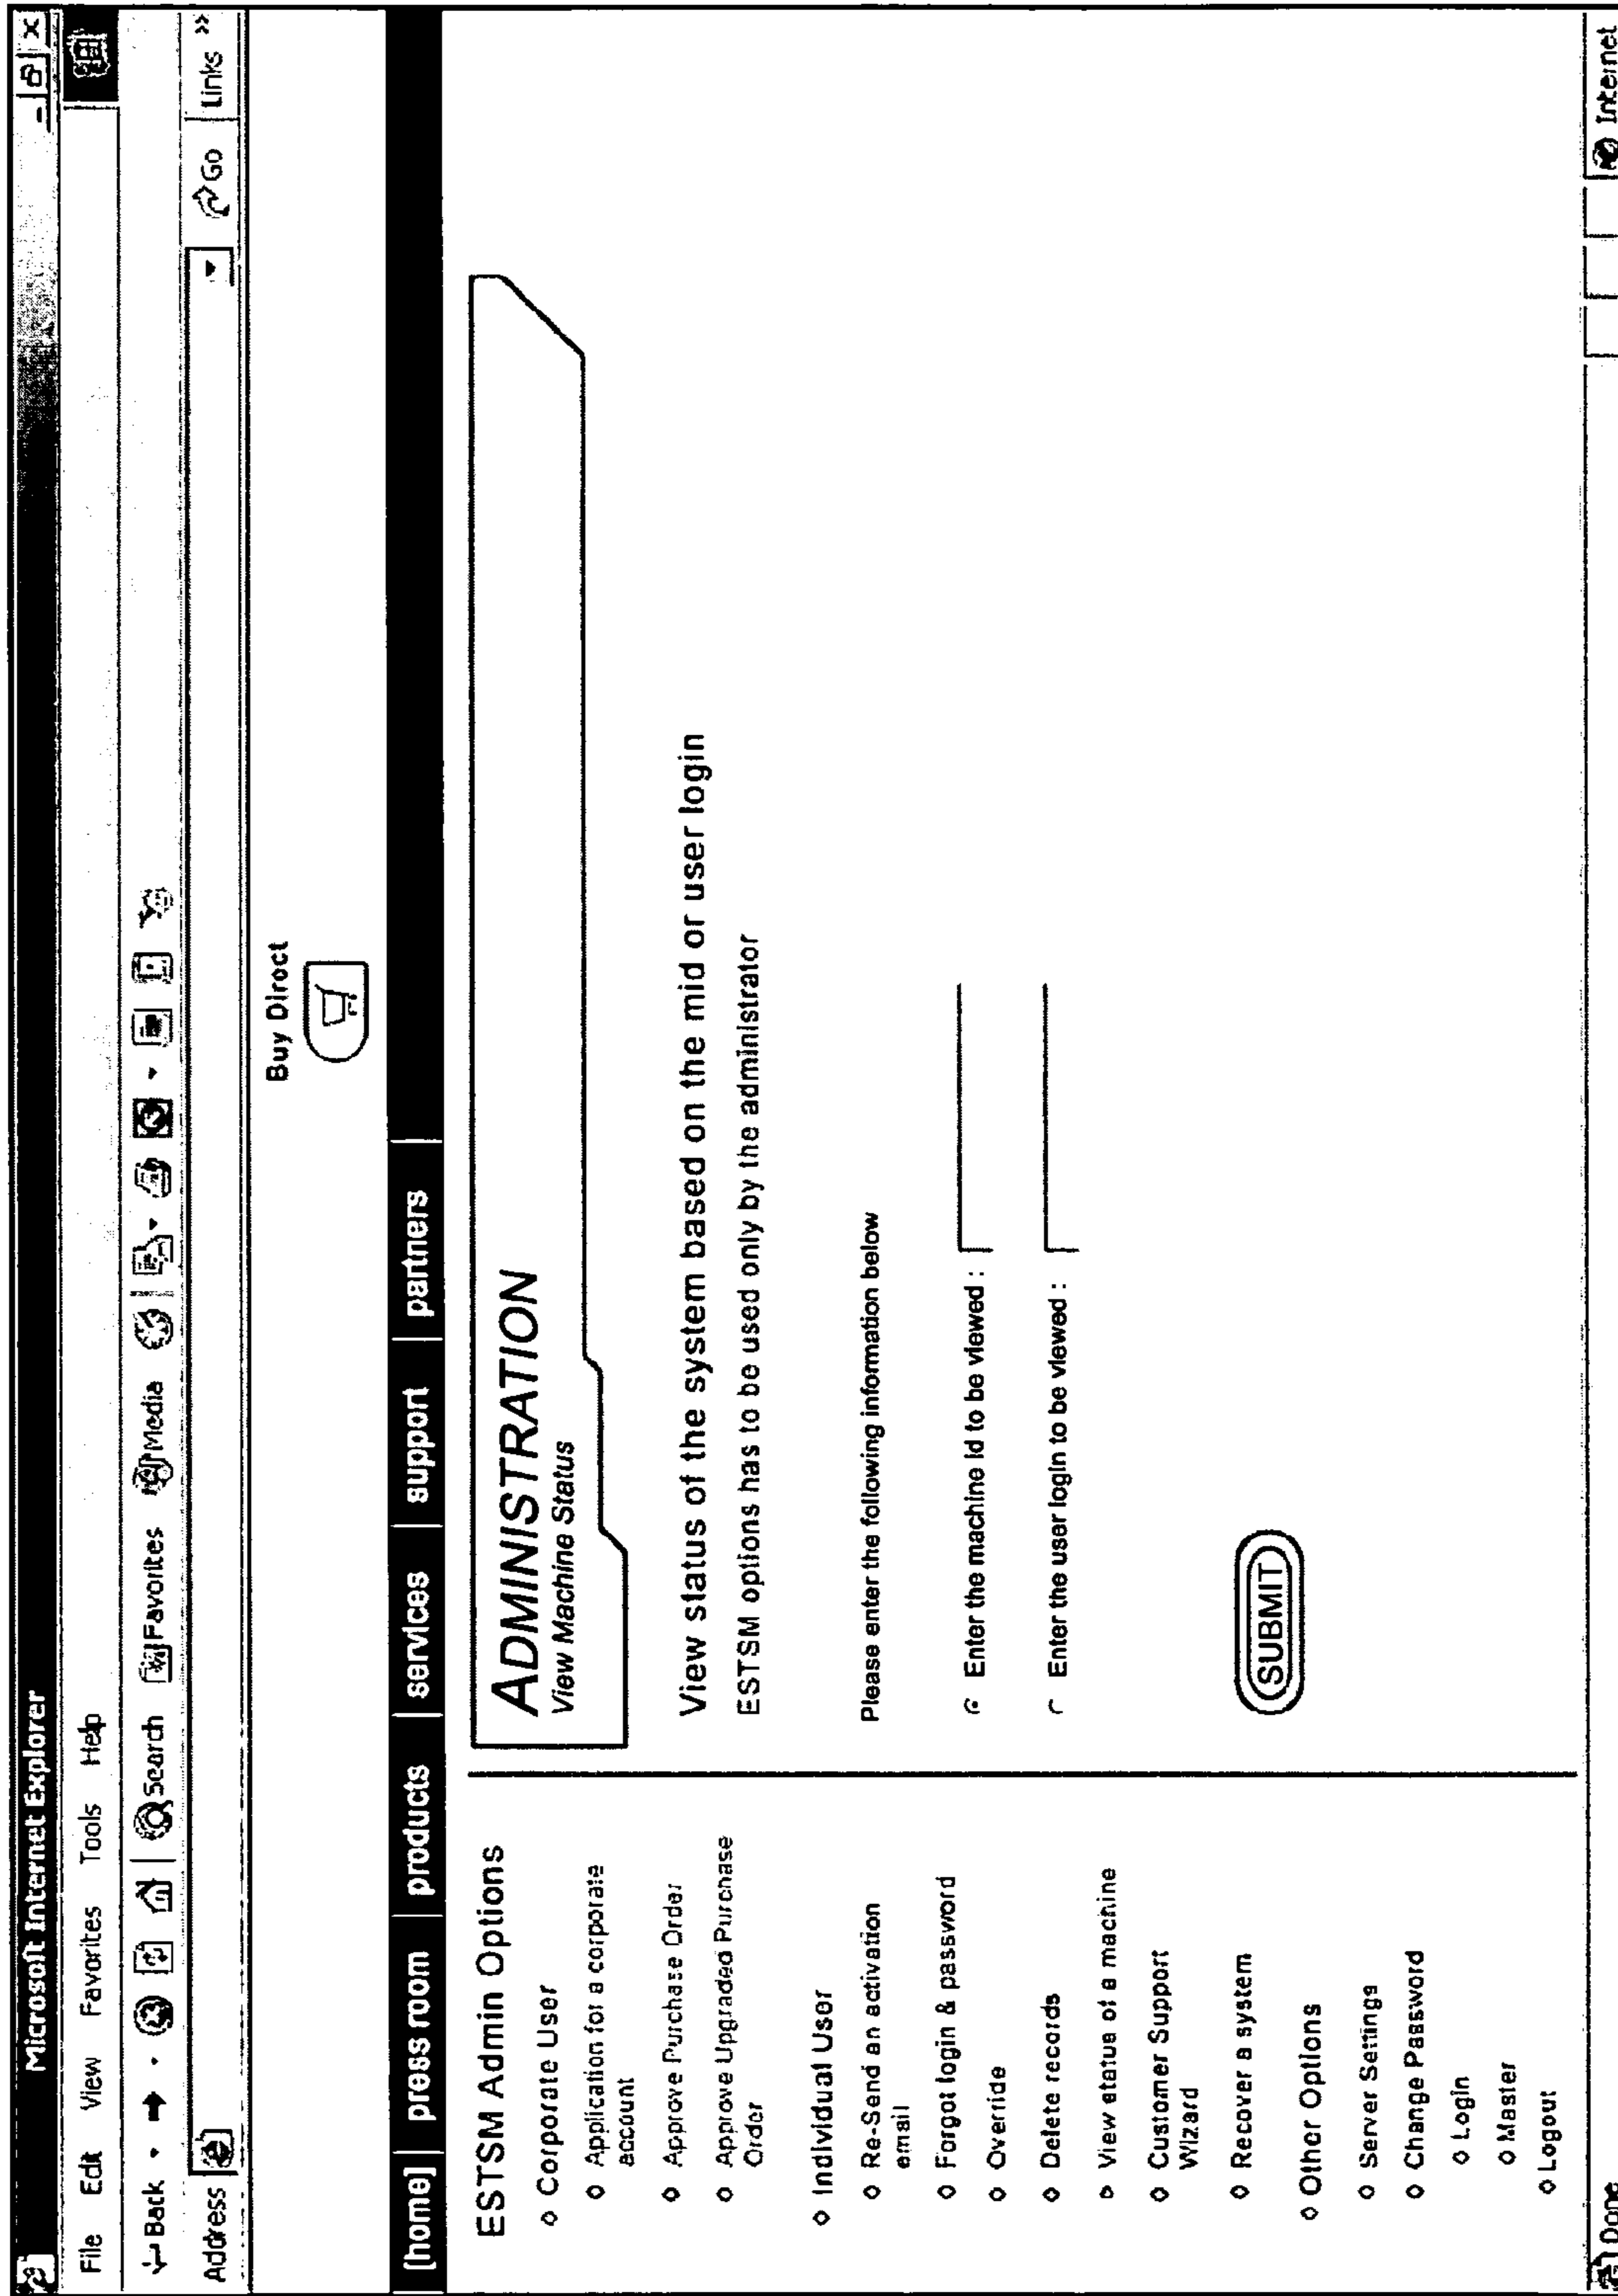 Microsoft Internet Explorer
File Edit View Favorites Tools Help
Back Search Favorites Media
Address Go Links »
Buy Direct
[home] press room products services support partners
ESTSM Admin Options
Corporate User
Application for a corporate
account
Approve Purchase Order
Approve Upgraded Purchase
Order
Individual User
Re-Send an activation
email
Forgot login & password
Override
Delete records
View status of a machine
Customer Support
Wizard
Recover a system
Other Options
Server Settings
Change Password
Login
Master
Logout
ADMINISTRATION
View Machine Status
View status of the system based on the mid or user login
ESTSM options has to be used only by the administrator
Please enter the following information below
Enter the machine id to be viewed :
Enter the user login to be viewed :
SUBMIT
Done Internet